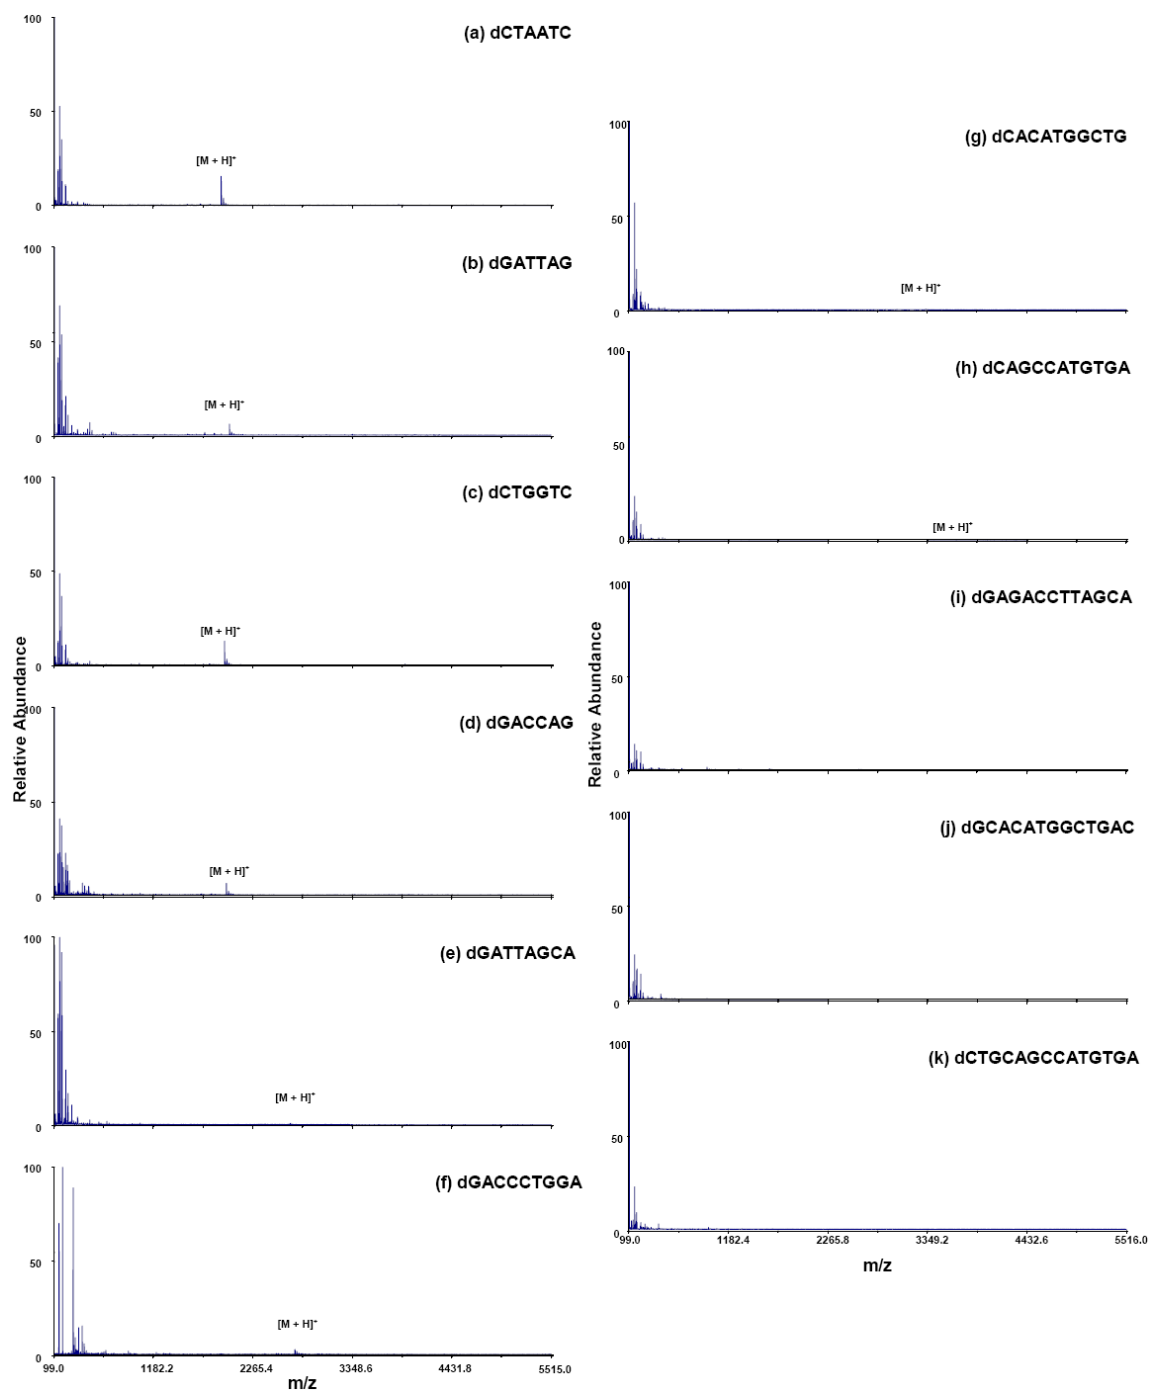 100
(a) dCTAATC
50
[M + H]⁺
0
100
(b) dGATTAG
50
[M + H]⁺
0
100
(c) dCTGGTC
50
[M + H]⁺
0
100
(d) dGACCAG
50
[M + H]⁺
0
100
(e) dGATTAGCA
50
[M + H]⁺
0
100
(f) dGACCCTGGA
50
[M + H]⁺
0
99.0 1182.2 2265.4 3348.6 4431.8 5515.0
m/z
Relative Abundance
100
(g) dCACATGGCTG
50
[M + H]⁺
0
100
(h) dCAGCCATGTGA
50
[M + H]⁺
0
100
(i) dGAGACCTTAGCA
50
0
100
(j) dGCACATGGCTGAC
50
0
100
(k) dCTGCAGCCATGTGA
50
0
99.0 1182.4 2265.8 3349.2 4432.6 5516.0
m/z
Relative Abundance